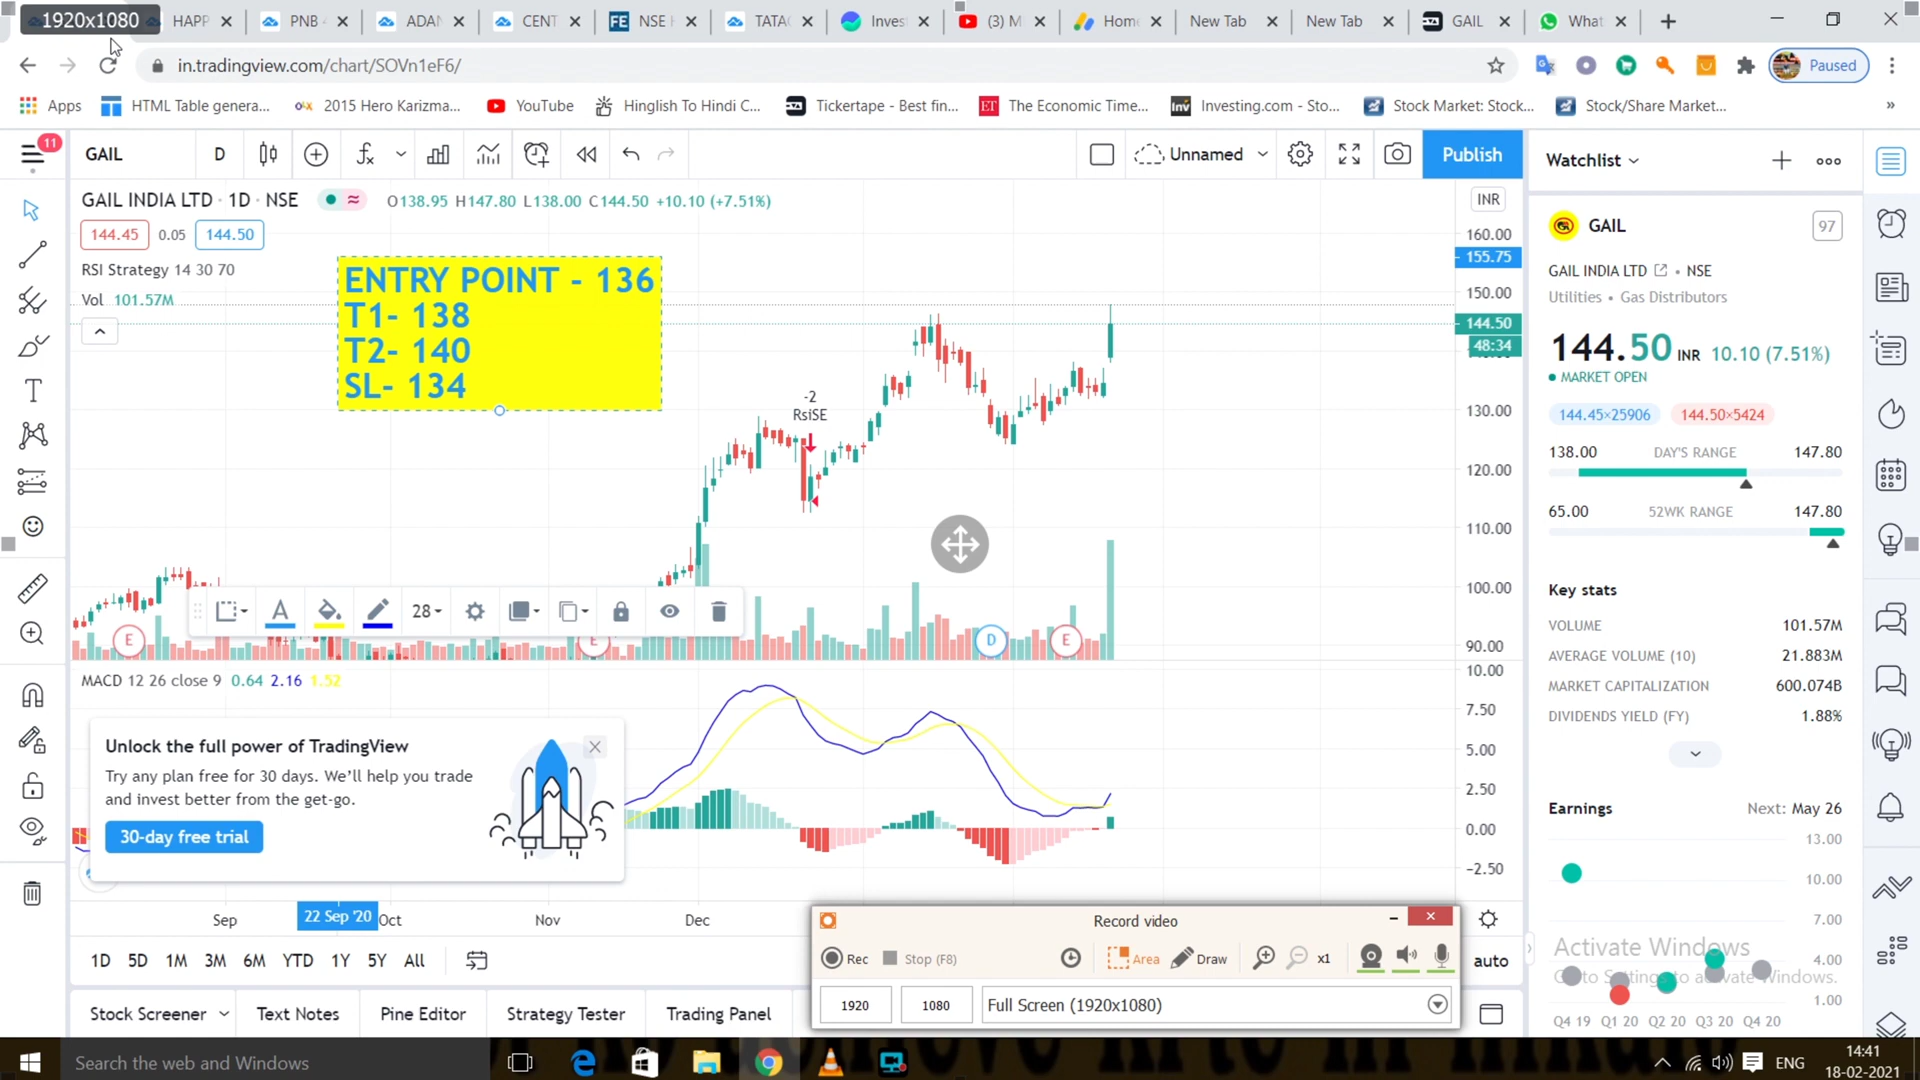 1920x1080
HAPP
PNB
ADAN
CENT
NSE H
TATA
Invest
(3) M
Home
New Tab
New Tab
GAIL
What
in.tradingview.com/chart/SOVn1eF6/
Paused
Apps
HTML Table genera...
2015 Hero Karizma...
YouTube
Hinglish To Hindi C...
Tickertape - Best fin...
The Economic Time...
Investing.com - Sto...
Stock Market: Stock...
Stock/Share Market...
11
GAIL
D
Unnamed
Publish
Watchlist
GAIL INDIA LTD · 1D · NSE
O138.95 H147.80 L138.00 C144.50 +10.10 (+7.51%)
INR
144.45
0.05
144.50
RSI Strategy 14 30 70
Vol 101.57M
ENTRY POINT - 136
T1- 138
T2- 140
SL- 134
-2
RsiSE
160.00
155.75
150.00
144.50
48:34
130.00
120.00
110.00
100.00
90.00
28
E
E
D
E
MACD 12 26 close 9 0.64 2.16 1.52
10.00
7.50
5.00
2.50
0.00
−2.50
Unlock the full power of TradingView
Try any plan free for 30 days. We'll help you trade
and invest better from the get-go.
30-day free trial
Sep
22 Sep '20
Oct
Nov
Dec
1D
5D
1M
3M
6M
YTD
1Y
5Y
All
auto
Stock Screener
Text Notes
Pine Editor
Strategy Tester
Trading Panel
Record video
Rec
Stop (F8)
Area
Draw
x1
1920
1080
Full Screen (1920x1080)
GAIL
97
GAIL INDIA LTD • NSE
Utilities • Gas Distributors
144.50 INR 10.10 (7.51%)
MARKET OPEN
144.45×25906
144.50×5424
138.00
DAY'S RANGE
147.80
65.00
52WK RANGE
147.80
Key stats
VOLUME
101.57M
AVERAGE VOLUME (10)
21.883M
MARKET CAPITALIZATION
600.074B
DIVIDENDS YIELD (FY)
1.88%
Earnings
Next: May 26
13.00
10.00
7.00
4.00
1.00
Q4 19
Q1 20
Q2 20
Q3 20
Q4 20
Activate Windows
Go to Settings to activate Windows.
Search the web and Windows
ENG
14:41
18-02-2021